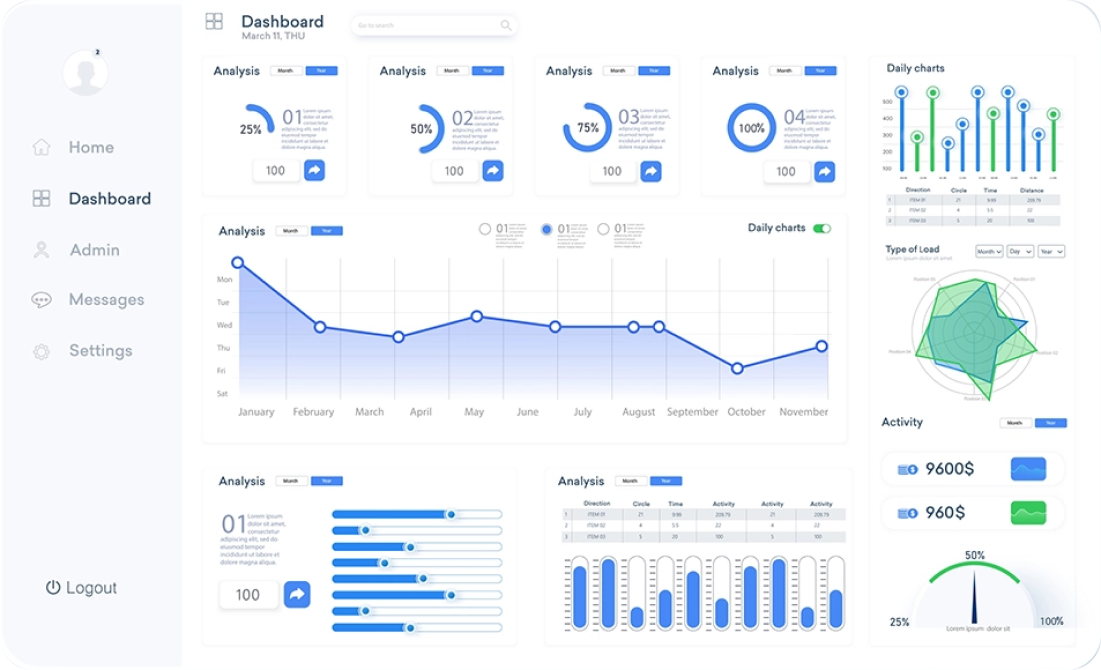 2
Home
Dashboard
Admin
Messages
Settings
Logout
Dashboard
March 11, THU
Go to search
Analysis Month Year
25%
01 Lorem ipsum
dolor sit amet,
consectetur
adipiscing elit, sed do
eiusmod tempor
incididunt ut labore et
dolore magna aliqua.
100
Analysis Month Year
50%
02 Lorem ipsum
dolor sit amet,
consectetur
adipiscing elit, sed do
eiusmod tempor
incididunt ut labore et
dolore magna aliqua.
100
Analysis Month Year
75%
03 Lorem ipsum
dolor sit amet,
consectetur
adipiscing elit, sed do
eiusmod tempor
incididunt ut labore et
dolore magna aliqua.
100
Analysis Month Year
100%
04 Lorem ipsum
dolor sit amet,
consectetur
adipiscing elit, sed do
eiusmod tempor
incididunt ut labore et
dolore magna aliqua.
100
Analysis Month Year
01
01
01
Daily charts
Mon
Tue
Wed
Thu
Fri
Sat
January February March April May June July August September October November
Analysis Month Year
01 Lorem ipsum
dolor sit amet,
consectetur
adipiscing elit, sed do
eiusmod tempor
incididunt ut labore et
dolore magna aliqua.
100
Analysis Month Year
Direction Circle Time Activity Activity Activity
1 ITEM 01 21 9.99 209.79 21 209.79
2 ITEM 02 4 5.5 22 4 22
3 ITEM 03 5 20 100 5 100
Daily charts
500
400
300
200
100
Direction Circle Time Distance
1 ITEM 01 21 9.99 209.79
2 ITEM 02 4 5.5 22
3 ITEM 03 5 20 100
Type of Load
Lorem ipsum dolor sit amet
Month Day Year
Position 05 Position 01
Position 02
Activity Month Year
9600$
960$
50%
25% 100%
Lorem ipsum dolor sit